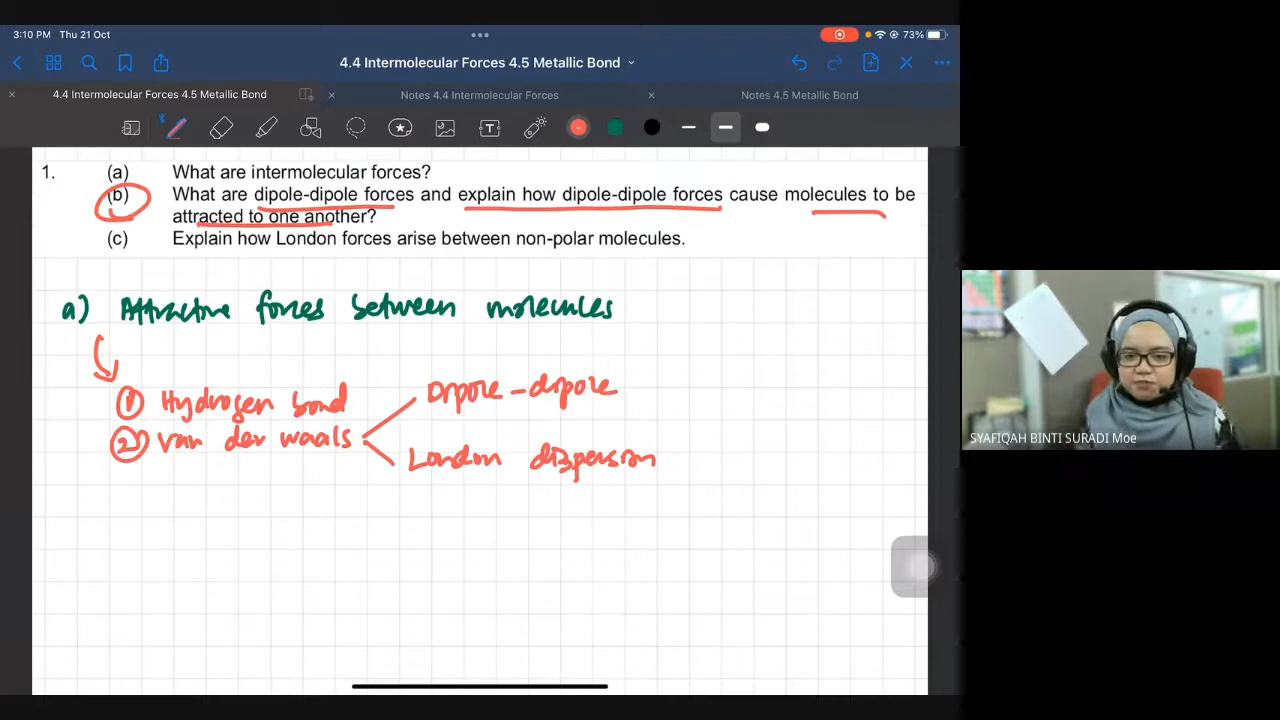 3:10 PM Thu 21 Oct
73%
4.4 Intermolecular Forces 4.5 Metallic Bond
4.4 Intermolecular Forces 4.5 Metallic Bond
Notes 4.4 Intermolecular Forces
Notes 4.5 Metallic Bond
1. (a) What are intermolecular forces?
(b) What are dipole-dipole forces and explain how dipole-dipole forces cause molecules to be
attracted to one another?
(c) Explain how London forces arise between non-polar molecules.
a) Attractive forces between molecules
① Hydrogen bond
Dipole-dipole
② van der waals
London dispersion
SYAFIQAH BINTI SURADI Moe